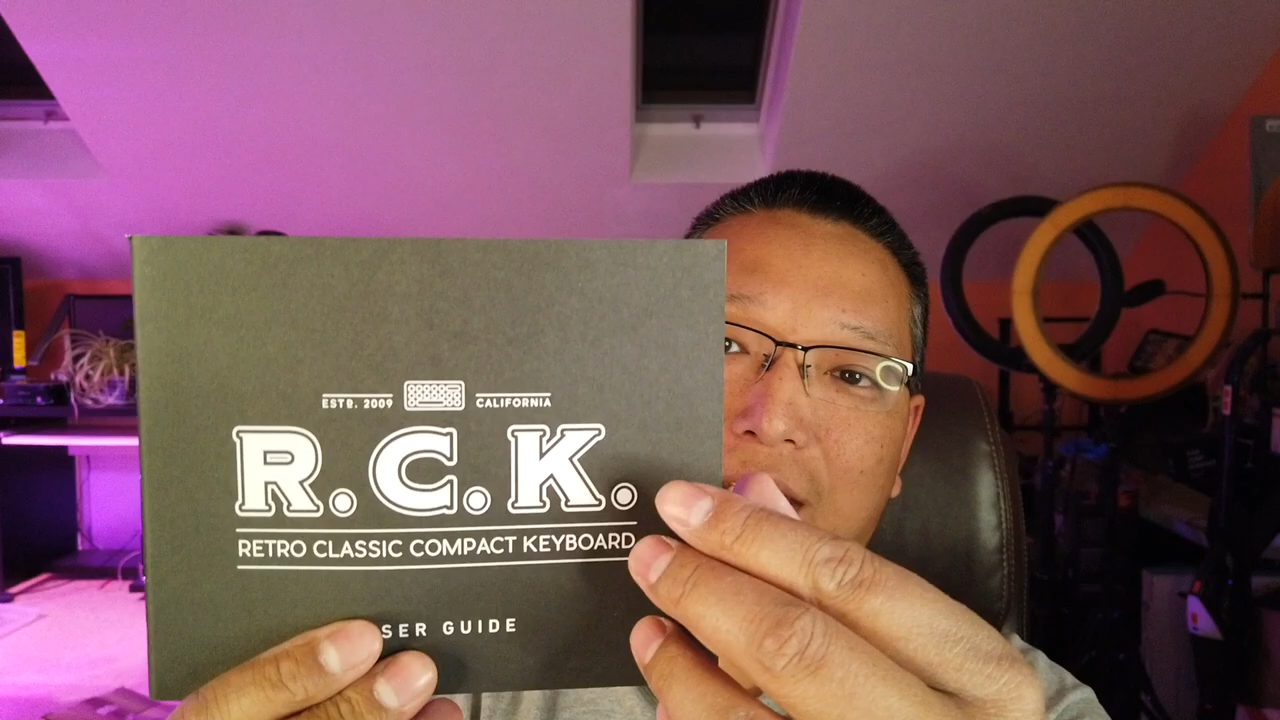 ESTD. 2009 CALIFORNIA
R.C.K.
RETRO CLASSIC COMPACT KEYBOARD
SER GUIDE